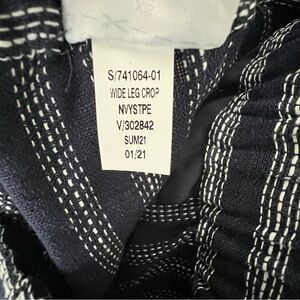 S/741064-01
WIDE LEG CROP
NVYSTPE
V/302842
SUM21
01/21